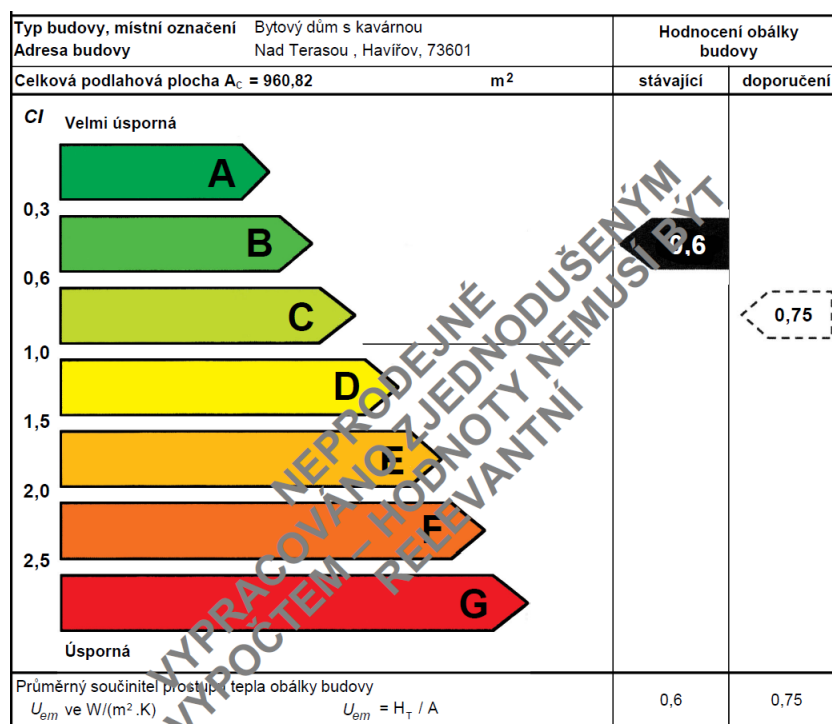 Typ budovy, místní označení Bytový dům s kavárnou
Adresa budovy Nad Terasou , Havířov, 73601
Hodnocení obálky
budovy
Celková podlahová plocha Ac = 960,82 m²
stávající doporučení
CI Velmi úsporná
A
0,3
B
0,6
0,6
C
0,75
1,0
D
1,5
E
2,0
F
2,5
G
Úsporná
NEPRODEJNÉ
VYPRACOVÁNO ZJEDNODUŠENÝM
VÝPOČTEM – HODNOTY NEMUSÍ BÝT
RELEVANTNÍ
Průměrný součinitel prostupu tepla obálky budovy
Uem ve W/(m².K) Uem = HT / A
0,6 0,75